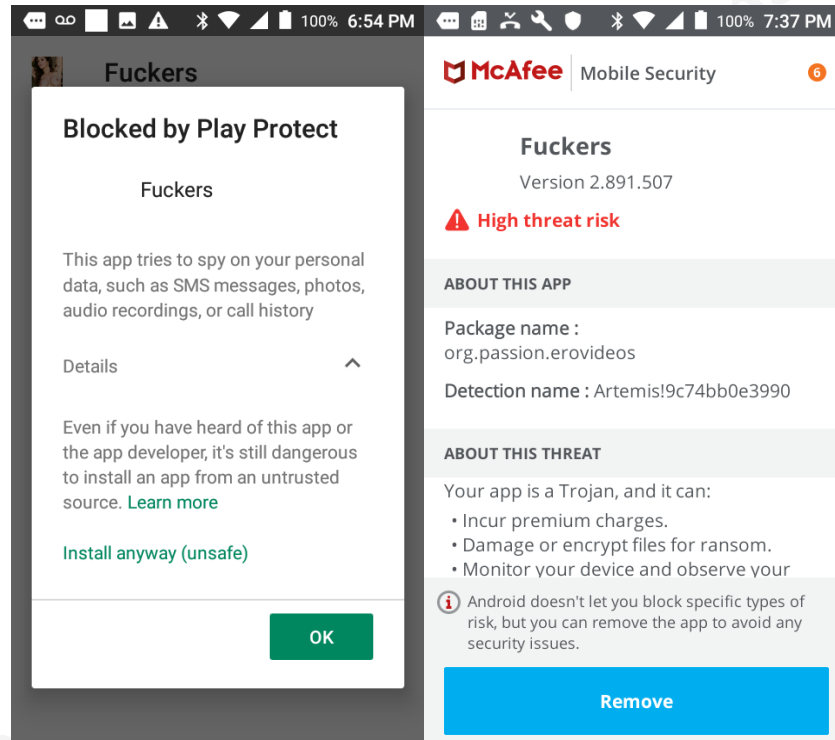 100% 6:54 PM
Fuckers
Blocked by Play Protect
Fuckers
This app tries to spy on your personal
data, such as SMS messages, photos,
audio recordings, or call history
Details
Even if you have heard of this app or
the app developer, it's still dangerous
to install an app from an untrusted
source. Learn more
Install anyway (unsafe)
OK
100% 7:37 PM
McAfee Mobile Security 6
Fuckers
Version 2.891.507
High threat risk
ABOUT THIS APP
Package name :
org.passion.erovideos
Detection name : Artemis!9c74bb0e3990
ABOUT THIS THREAT
Your app is a Trojan, and it can:
• Incur premium charges.
• Damage or encrypt files for ransom.
• Monitor your device and observe your
Android doesn't let you block specific types of
risk, but you can remove the app to avoid any
security issues.
Remove